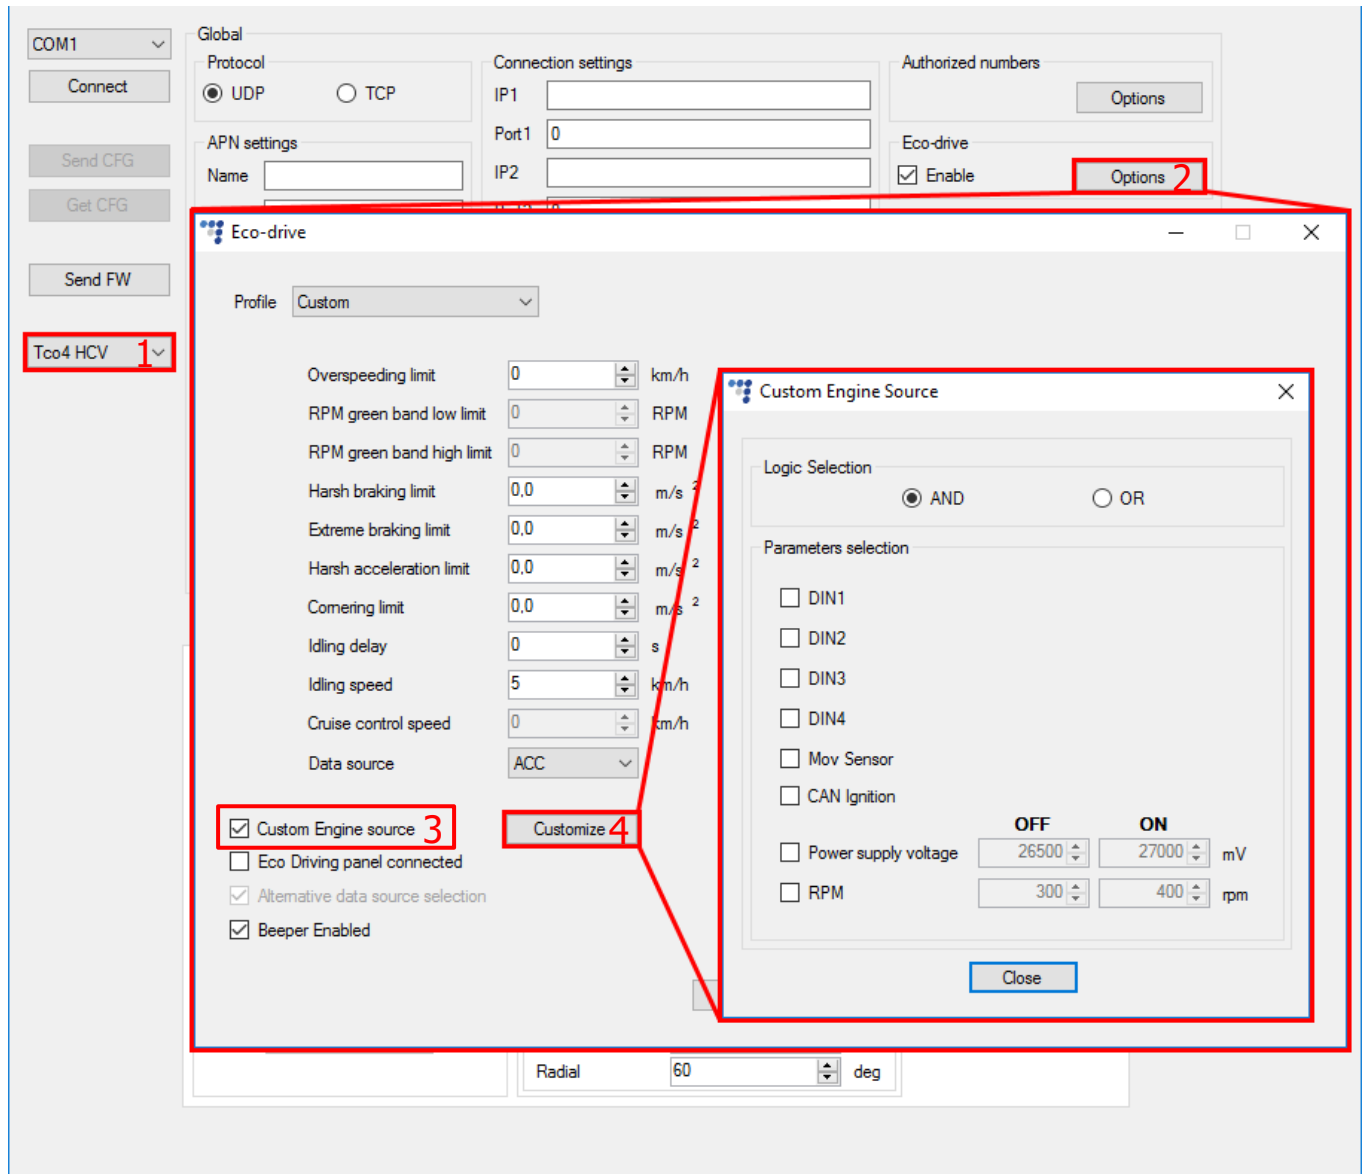 COM1
Connect
Send CFG
Get CFG
Send FW
Tco4 HCV 1
Global
Protocol
UDP TCP
APN settings
Name
Connection settings
IP1
Port1 0
IP2
Authorized numbers
Options
Eco-drive
Enable Options 2
Eco-drive
Profile Custom
Overspeeding limit 0 km/h
RPM green band low limit 0 RPM
RPM green band high limit 0 RPM
Harsh braking limit 0,0 m/s 2
Extreme braking limit 0,0 m/s 2
Harsh acceleration limit 0,0 m/s 2
Cornering limit 0,0 m/s 2
Idling delay 0 s
Idling speed 5 km/h
Cruise control speed 0 km/h
Data source ACC
Custom Engine source 3 Customize 4
Eco Driving panel connected
Alternative data source selection
Beeper Enabled
Custom Engine Source
Logic Selection
AND OR
Parameters selection
DIN1
DIN2
DIN3
DIN4
Mov Sensor
CAN Ignition
OFF ON
Power supply voltage 26500 27000 mV
RPM 300 400 rpm
Close
Radial 60 deg